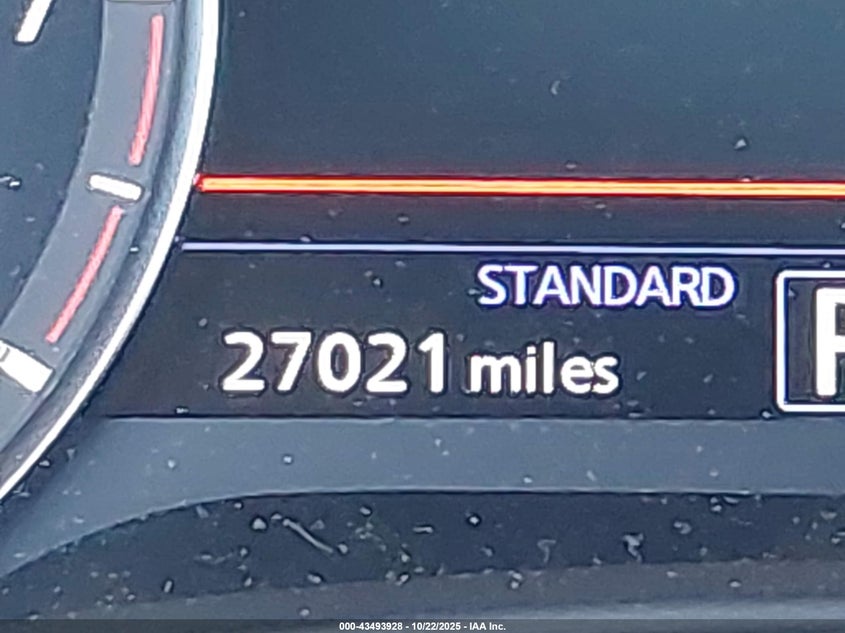 STANDARD
27021 miles
P
000-43493928 - 10/22/2025 - IAA Inc.